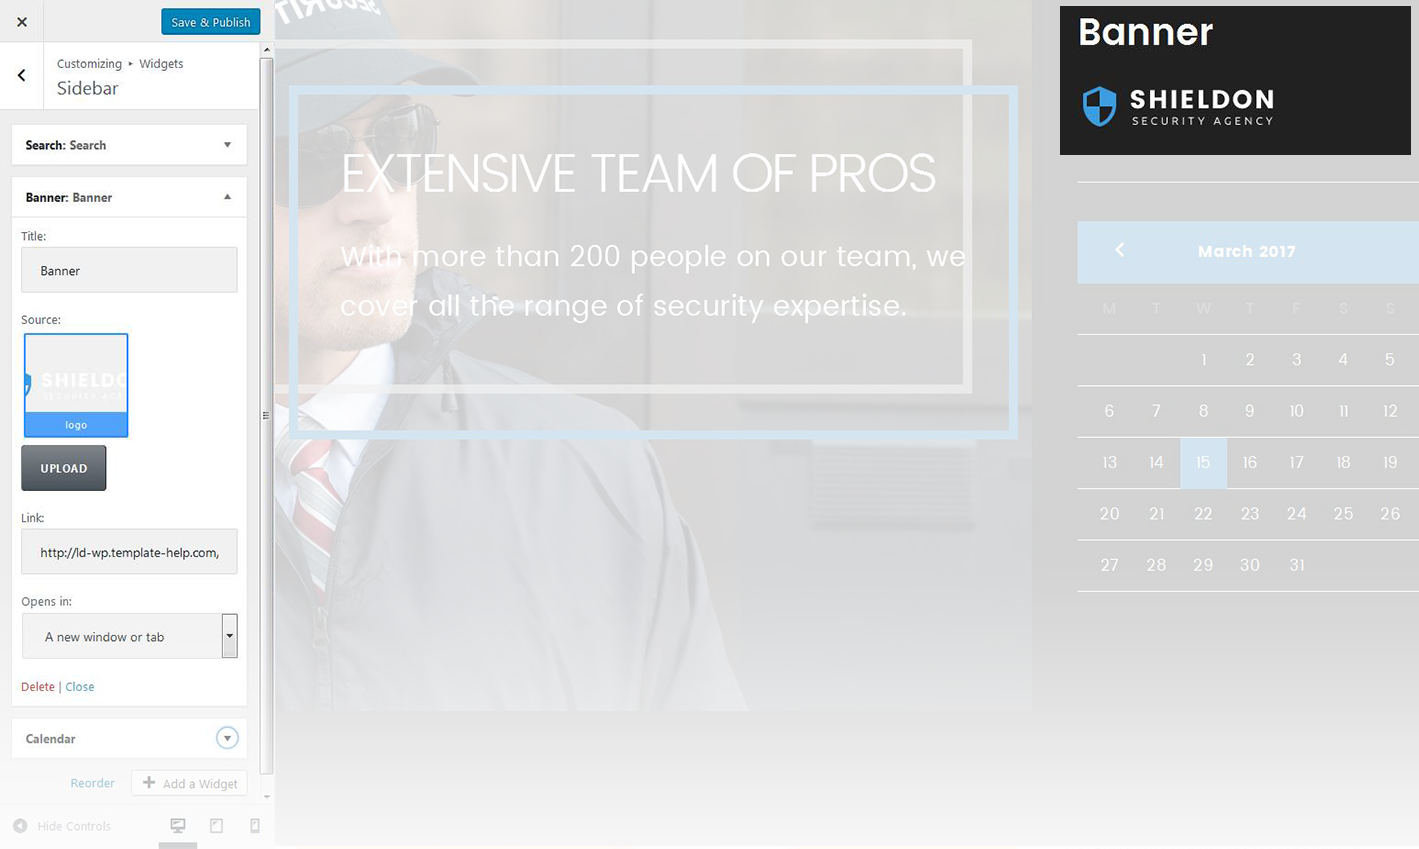 Save & Publish
Customizing ▸ Widgets
Sidebar
Search: Search
Banner: Banner
Title:
Banner
Source:
SHIELDO
SECURITY AGE
logo
UPLOAD
Link:
http://ld-wp.template-help.com,
Opens in:
A new window or tab
Delete | Close
Calendar
Reorder
Add a Widget
Hide Controls
EXTENSIVE TEAM OF PROS
With more than 200 people on our team, we
cover all the range of security expertise.
Banner
SHIELDON
SECURITY AGENCY
March 2017
M T W T F S S
1 2 3 4 5
6 7 8 9 10 11 12
13 14 15 16 17 18 19
20 21 22 23 24 25 26
27 28 29 30 31